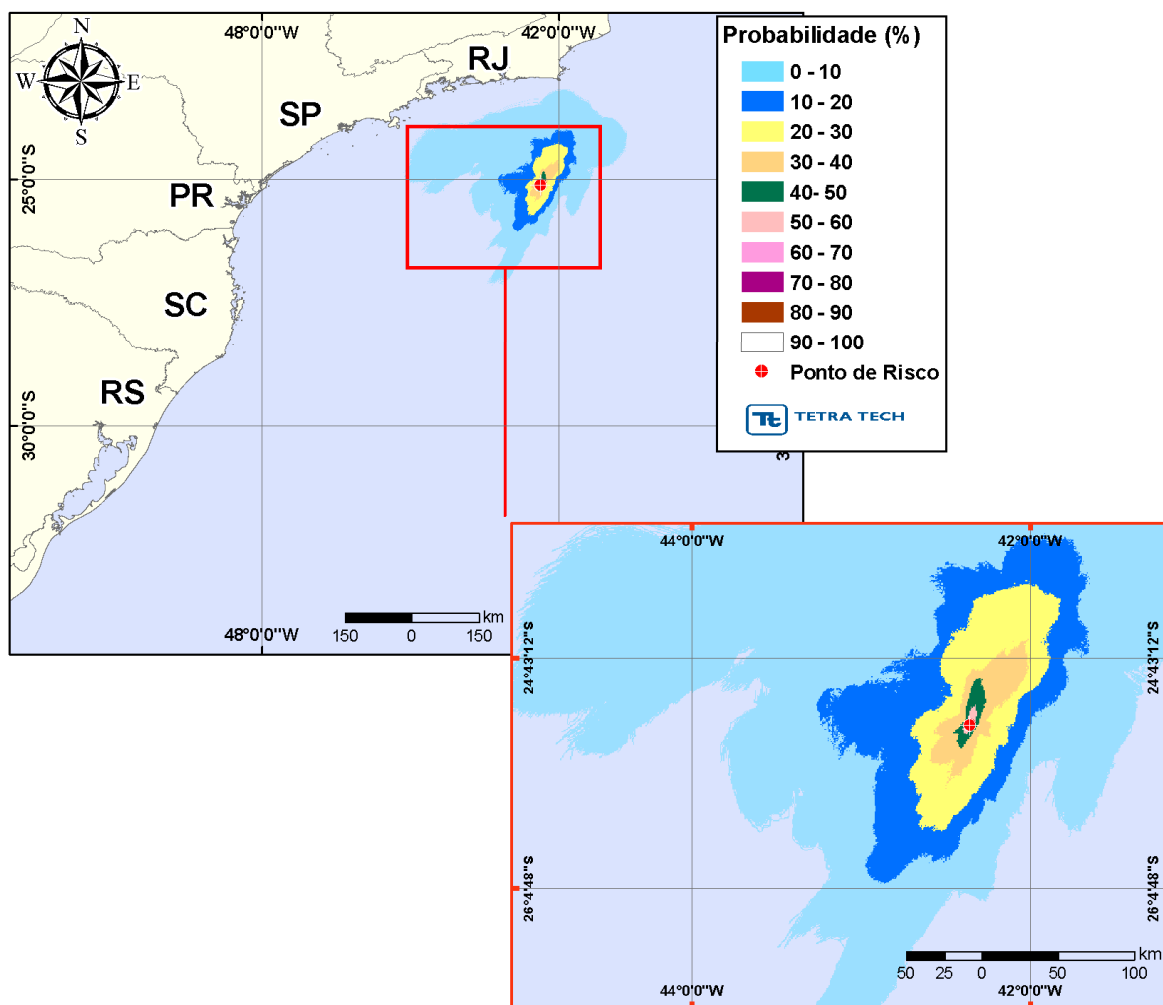 N
W E
S
48°0'0"W
42°0'0"W
RJ
SP
25°0'0"S
PR
SC
RS
30°0'0"S
3
48°0'0"W
km
150 0 150
Probabilidade (%)
0 - 10
10 - 20
20 - 30
30 - 40
40- 50
50 - 60
60 - 70
70 - 80
80 - 90
90 - 100
Ponto de Risco
Tt TETRA TECH
44°0'0"W
42°0'0"W
24°43'12"S
24°43'12"S
26°4'48"S
26°4'48"S
km
50 25 0 50 100
44°0'0"W
42°0'0"W